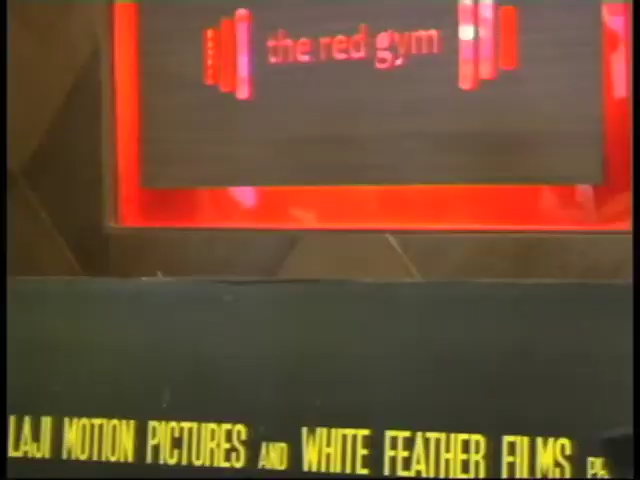 the red gym
LAJI MOTION PICTURES AND WHITE FEATHER FILMS